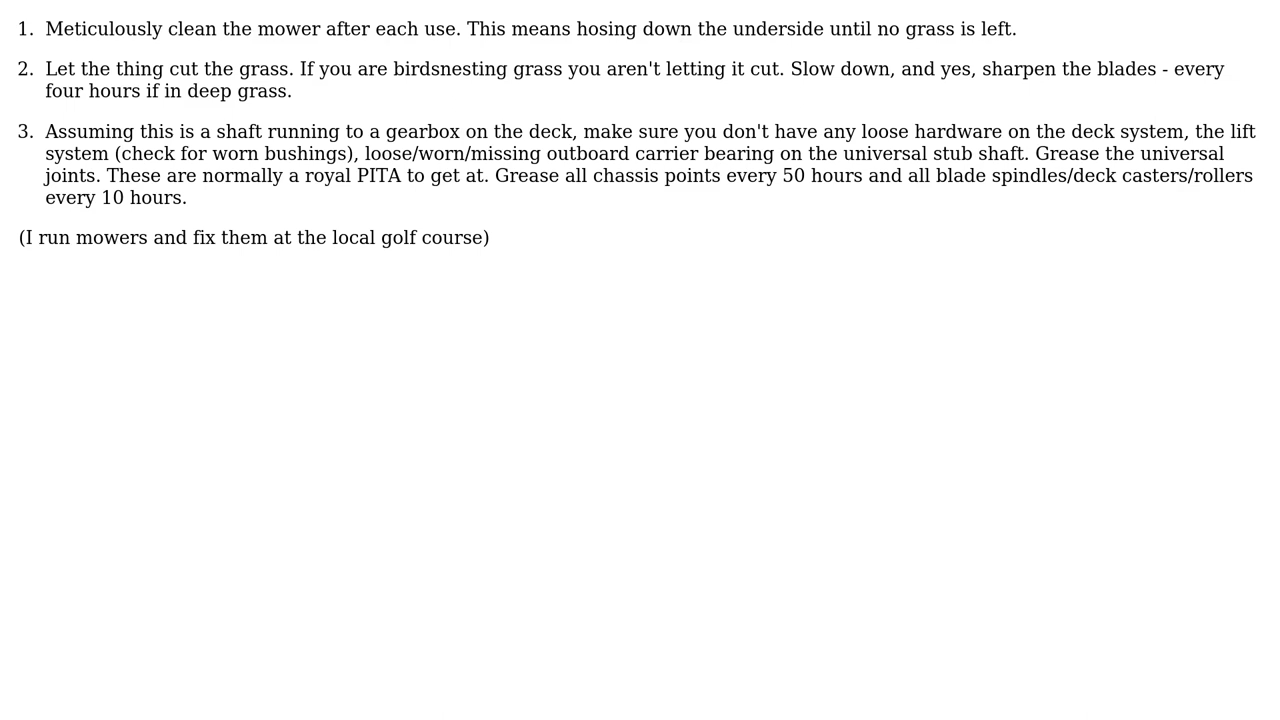 1. Meticulously clean the mower after each use. This means hosing down the underside until no grass is left.
2. Let the thing cut the grass. If you are birdsnesting grass you aren't letting it cut. Slow down, and yes, sharpen the blades - every
four hours if in deep grass.
3. Assuming this is a shaft running to a gearbox on the deck, make sure you don't have any loose hardware on the deck system, the lift
system (check for worn bushings), loose/worn/missing outboard carrier bearing on the universal stub shaft. Grease the universal
joints. These are normally a royal PITA to get at. Grease all chassis points every 50 hours and all blade spindles/deck casters/rollers
every 10 hours.
(I run mowers and fix them at the local golf course)